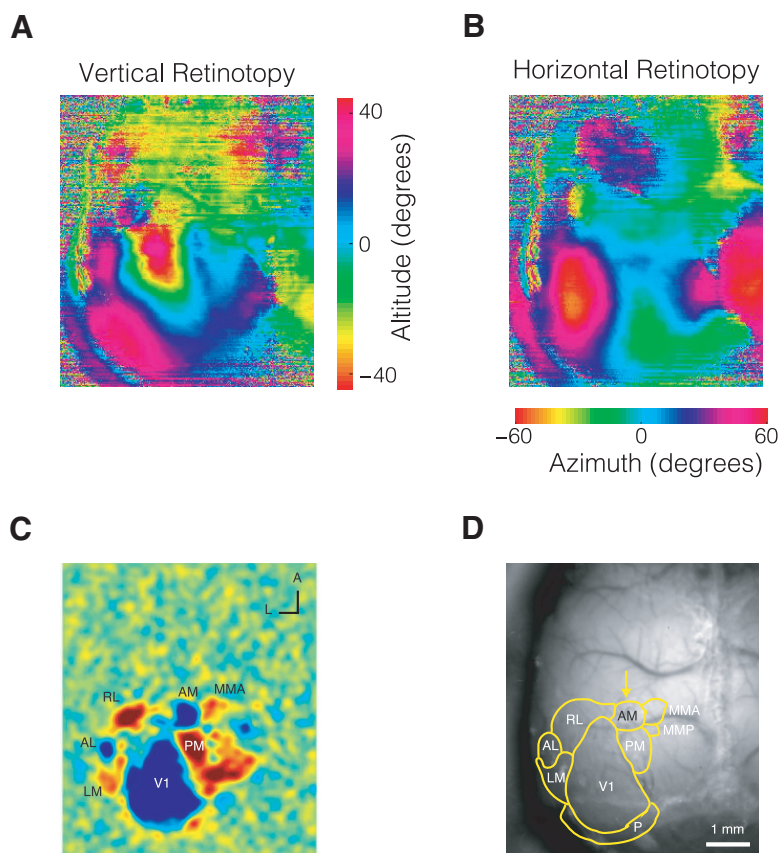 A
Vertical Retinotopy
40
0
−40
Altitude (degrees)
B
Horizontal Retinotopy
−60
0
60
Azimuth (degrees)
C
A
L
RL
AM
MMA
AL
PM
LM
V1
D
RL
AM
MMA
MMP
AL
PM
LM
V1
P
1 mm